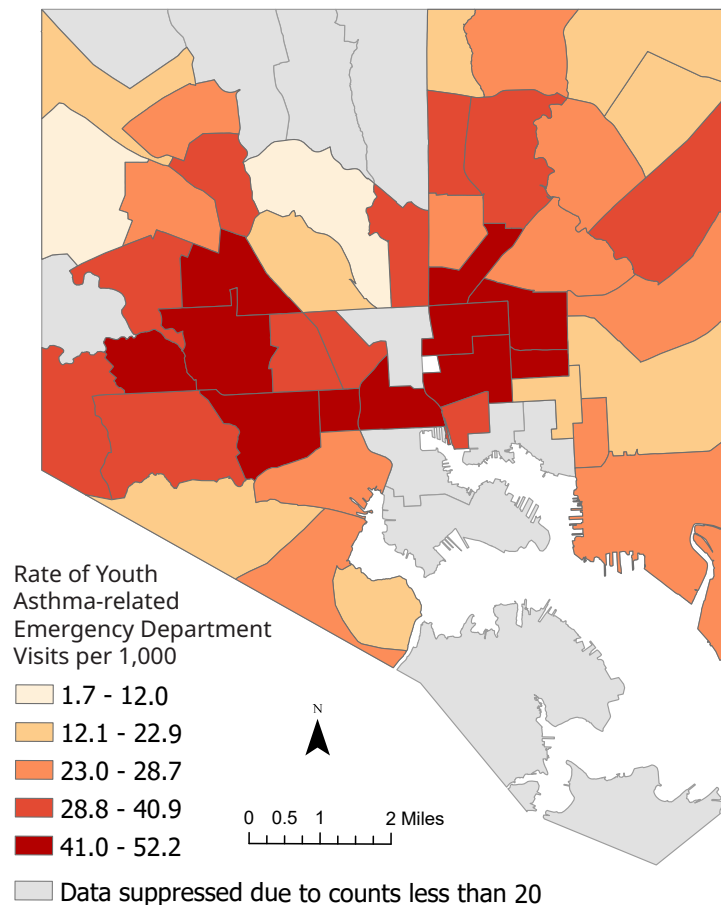 Rate of Youth
Asthma-related
Emergency Department
Visits per 1,000
1.7 - 12.0
12.1 - 22.9
23.0 - 28.7
28.8 - 40.9
41.0 - 52.2
Data suppressed due to counts less than 20
N
0 0.5 1 2 Miles